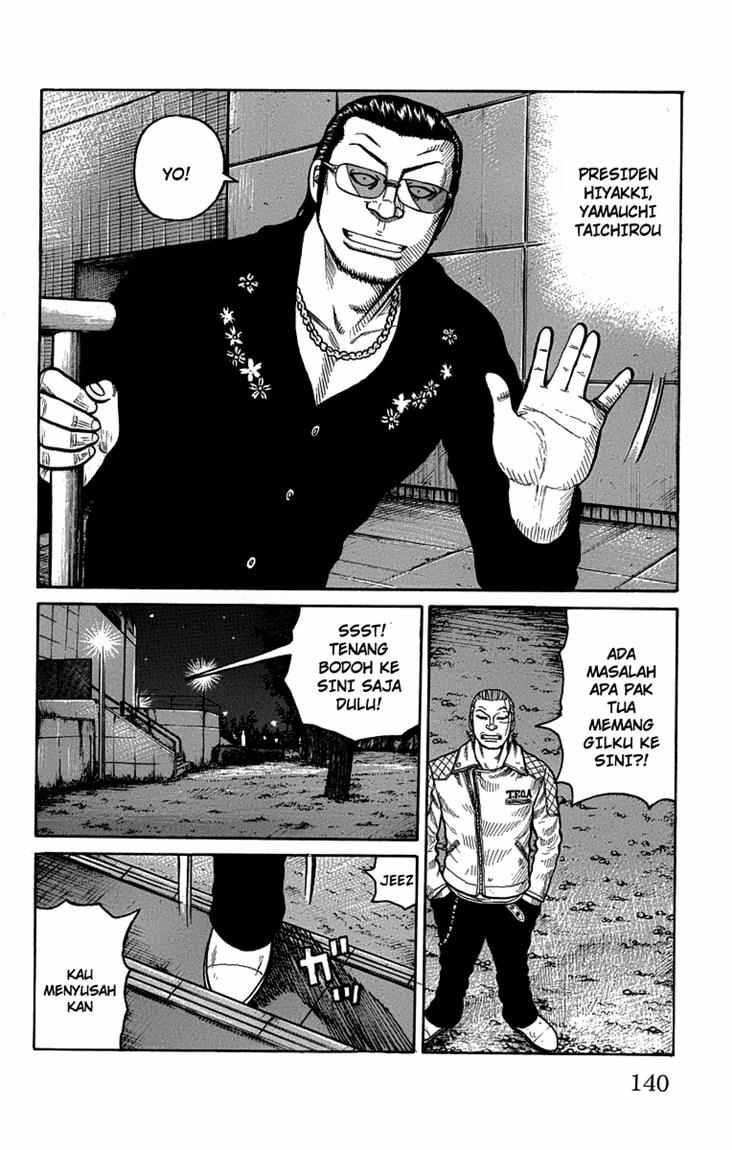 YO!
PRESIDEN
HIYAKKI,
YAMAUCHI
TAICHIROU
SSST!
TENANG
BODOH KE
SINI SAJA
DULU!
ADA
MASALAH
APA PAK
TUA
MEMANG
GILKU KE
SINI?!
T.F.O.A
JEEZ
KAU
MENYUSAH
KAN
ガッ
140